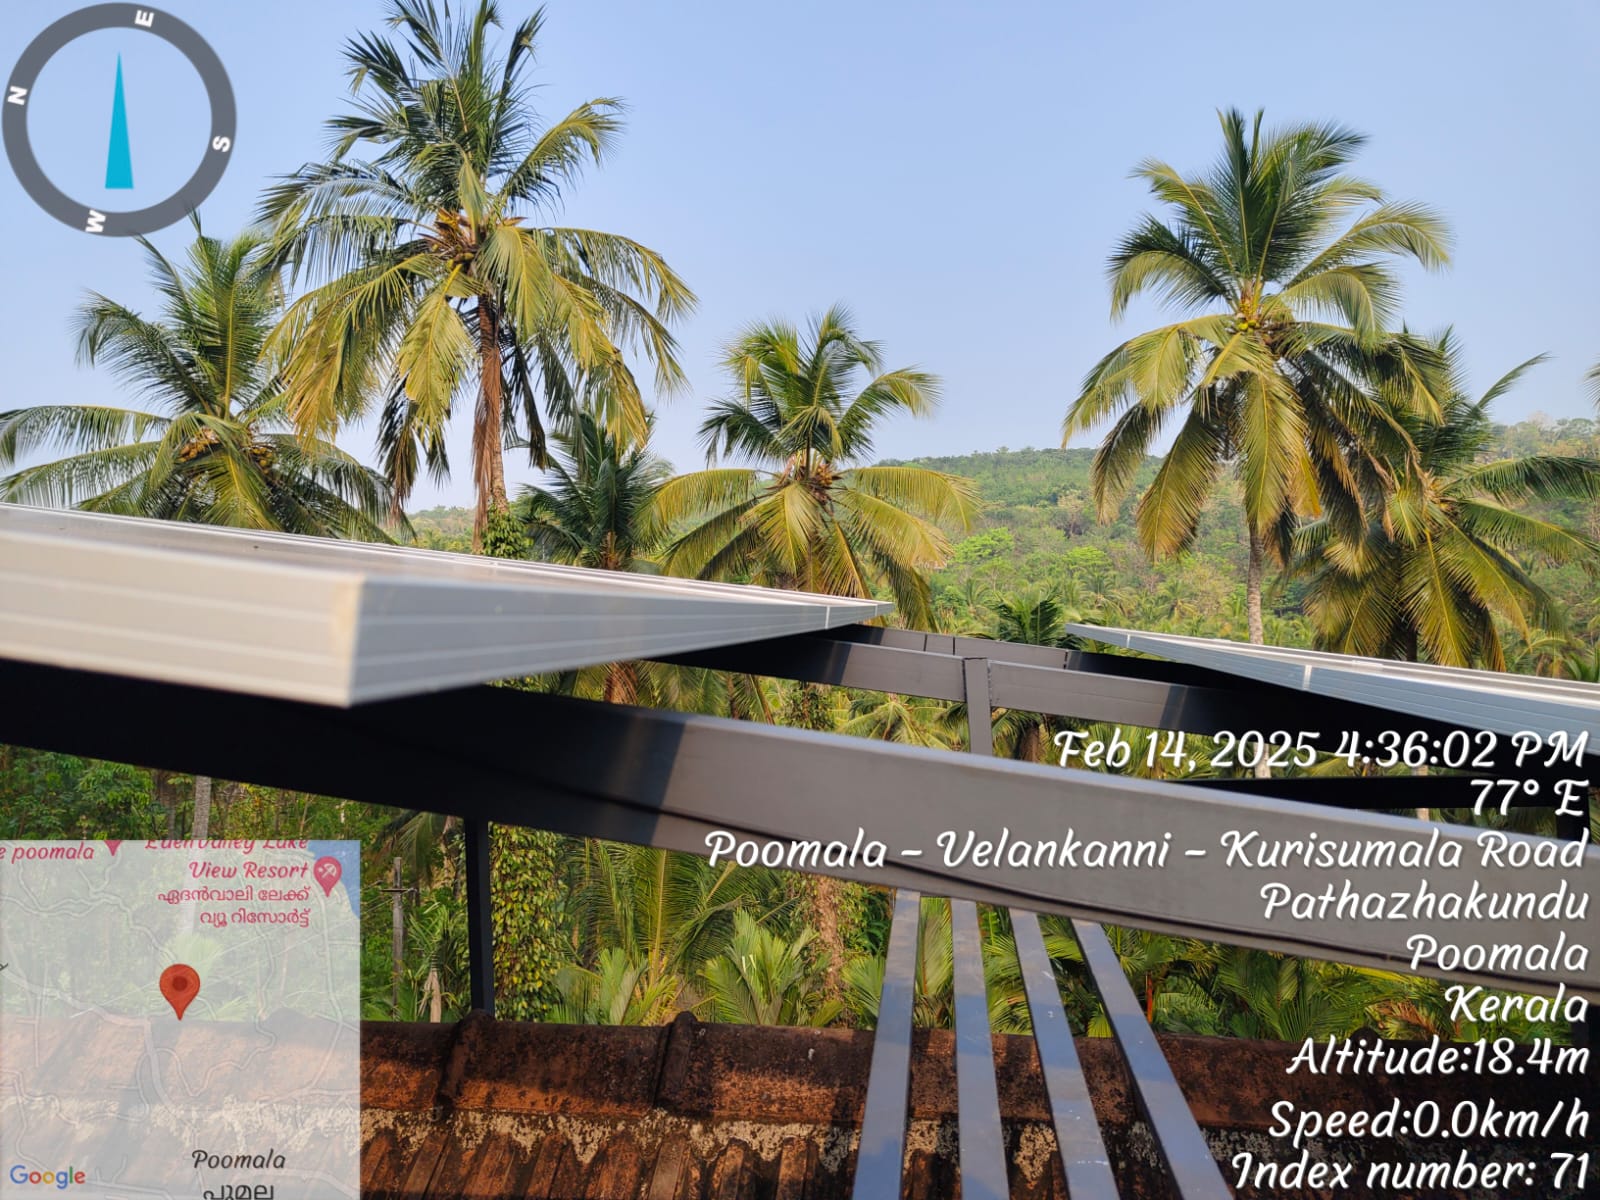 E
N
S
W
Feb 14, 2025 4:36:02 PM
77° E
Poomala - Velankanni - Kurisumala Road
Pathazhakundu
Poomala
Kerala
Altitude:18.4m
Speed:0.0km/h
Index number: 71
e poomala
View Resort
ഏദൻവാലി ലേക്ക്
വ്യൂ റിസോർട്ട്
Poomala
പൂമല
Google